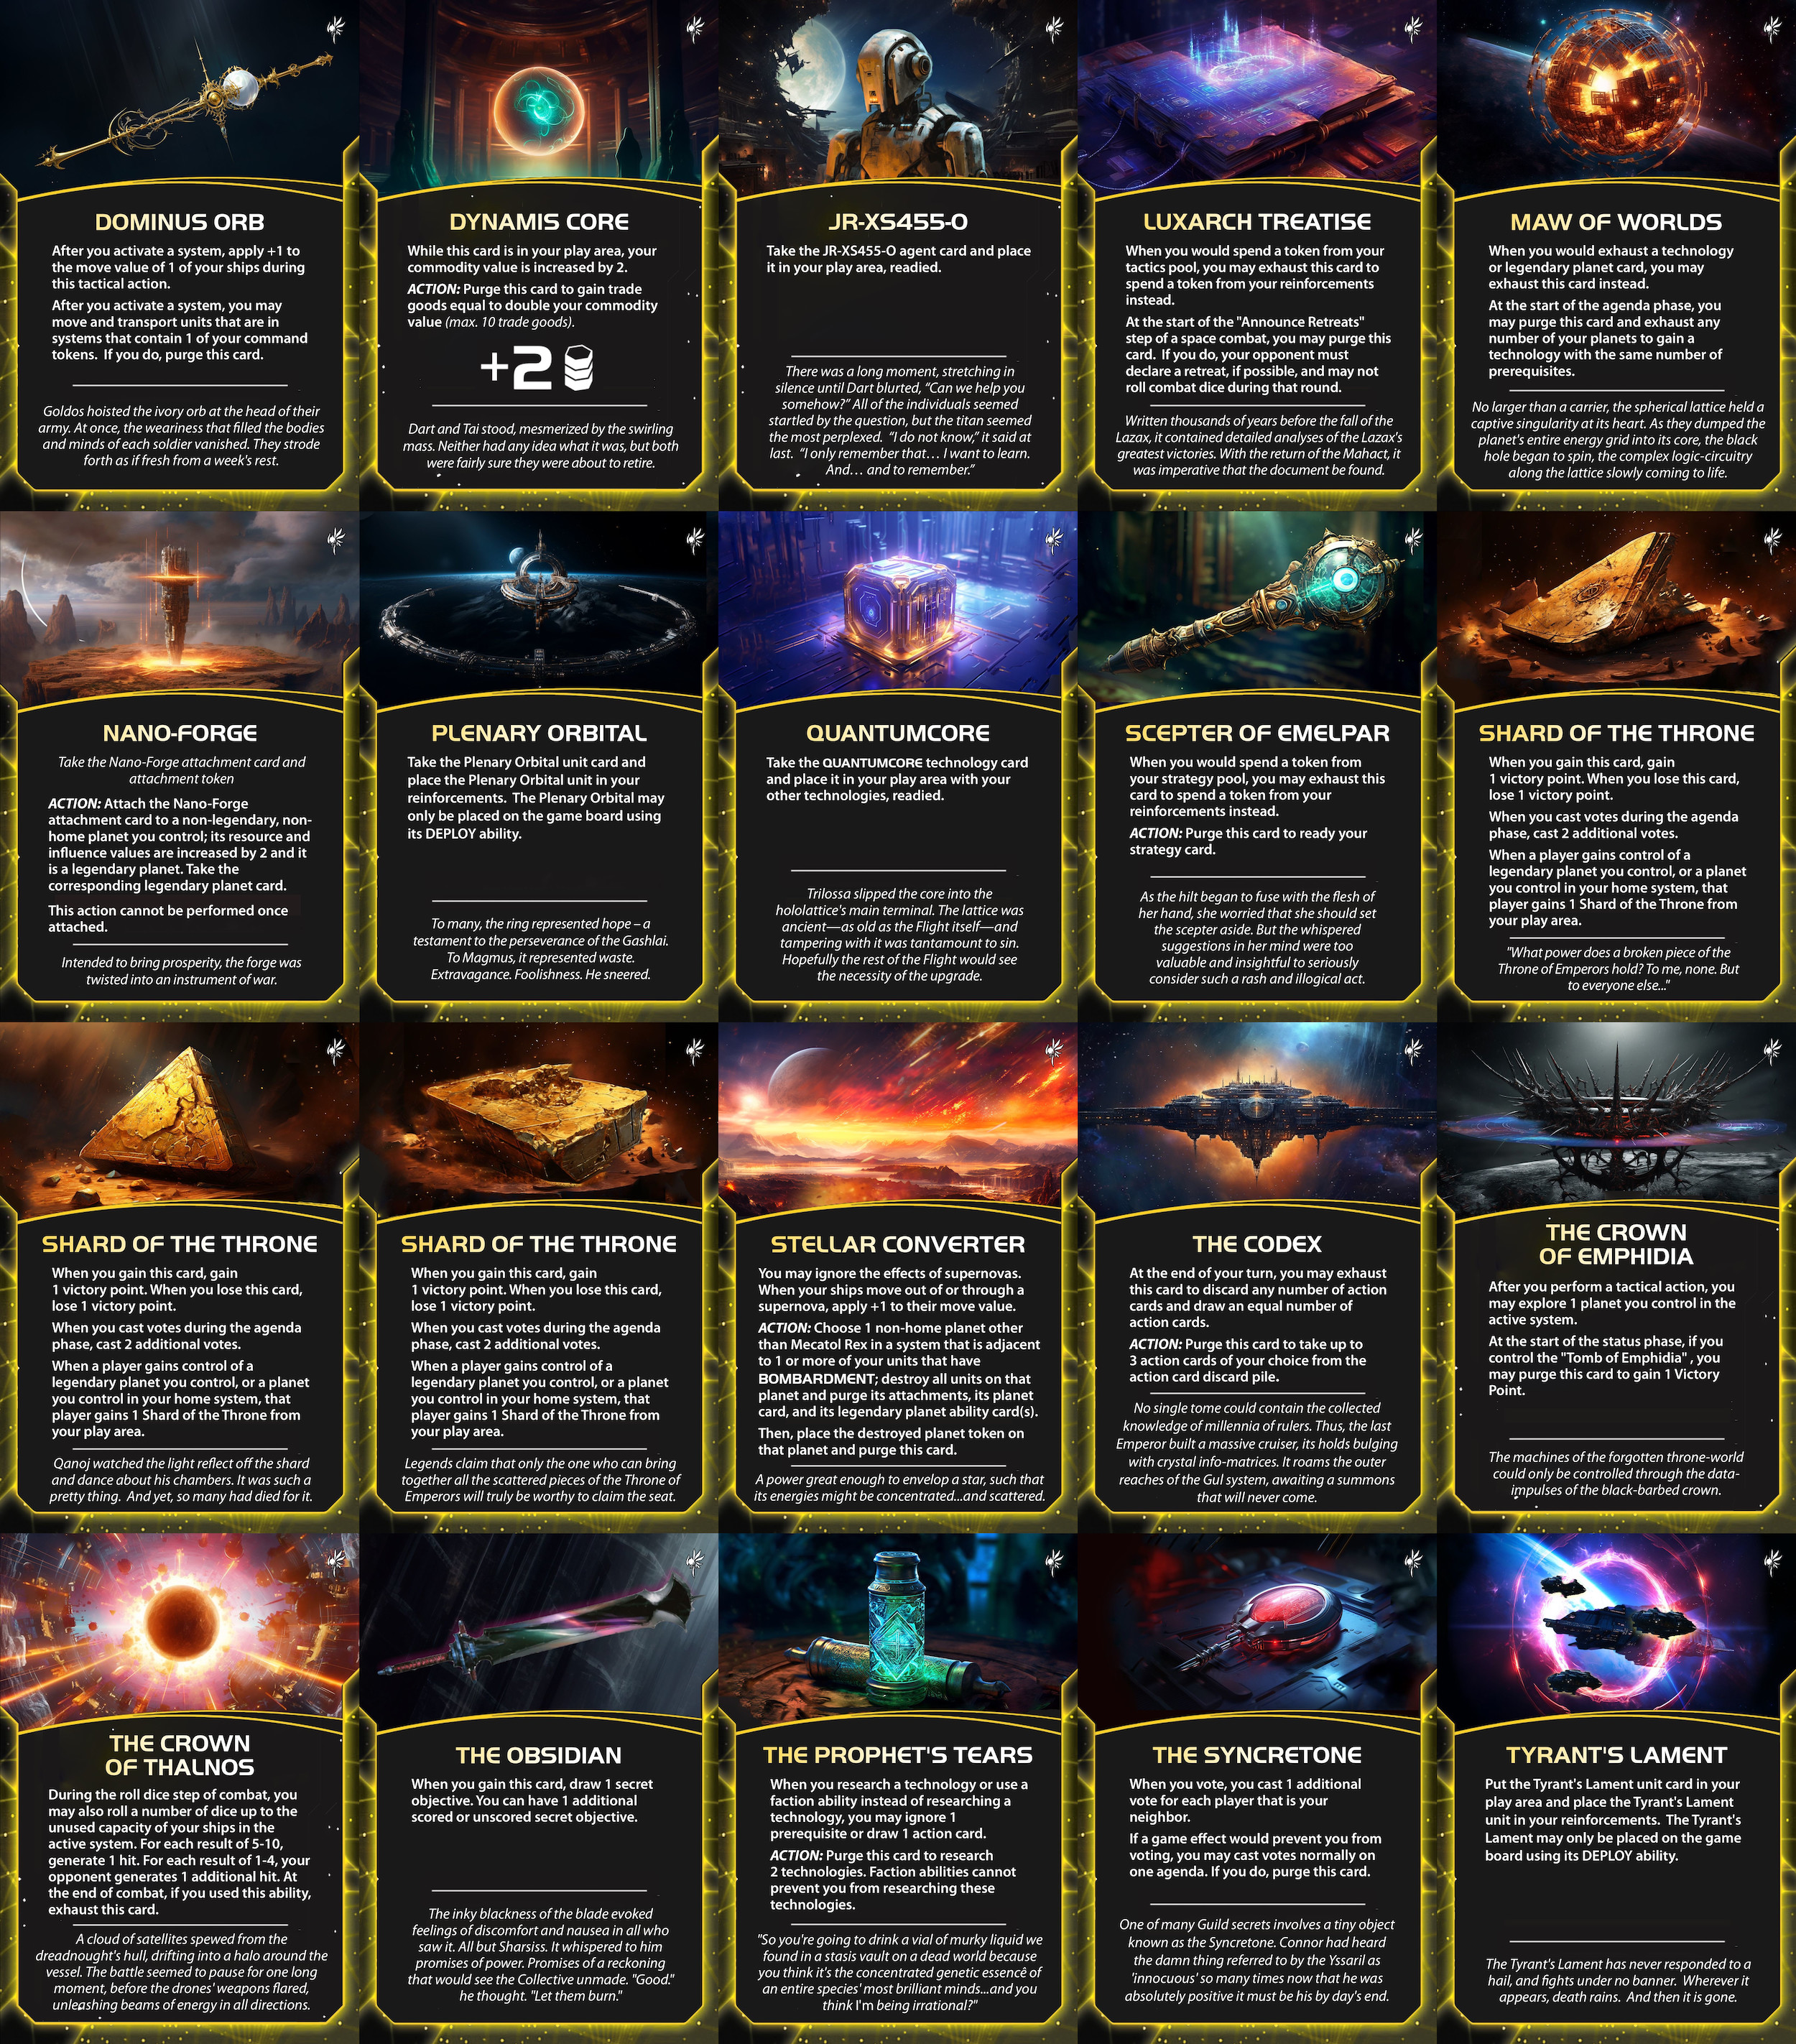 DOMINUS ORB
After you activate a system, apply +1 to
the move value of 1 of your ships during
this tactical action.
After you activate a system, you may
move and transport units that are in
systems that contain 1 of your command
tokens. If you do, purge this card.
Goldos hoisted the ivory orb at the head of their
army. At once, the weariness that filled the bodies
and minds of each soldier vanished. They strode
forth as if fresh from a week's rest.
DYNAMIS CORE
While this card is in your play area, your
commodity value is increased by 2.
ACTION: Purge this card to gain trade
goods equal to double your commodity
value (max. 10 trade goods).
+2
Dart and Tai stood, mesmerized by the swirling
mass. Neither had any idea what it was, but both
were fairly sure they were about to retire.
JR-XS455-O
Take the JR-XS455-O agent card and place
it in your play area, readied.
There was a long moment, stretching in
silence until Dart blurted, “Can we help you
somehow?” All of the individuals seemed
startled by the question, but the titan seemed
the most perplexed. “I do not know,” it said at
last. “I only remember that… I want to learn.
And… and to remember.”
LUXARCH TREATISE
When you would spend a token from your
tactics pool, you may exhaust this card to
spend a token from your reinforcements
instead.
At the start of the "Announce Retreats"
step of a space combat, you may purge this
card. If you do, your opponent must
declare a retreat, if possible, and may not
roll combat dice during that round.
Written thousands of years before the fall of the
Lazax, it contained detailed analyses of the Lazax's
greatest victories. With the return of the Mahact, it
was imperative that the document be found.
MAW OF WORLDS
When you would exhaust a technology
or legendary planet card, you may
exhaust this card instead.
At the start of the agenda phase, you
may purge this card and exhaust any
number of your planets to gain a
technology with the same number of
prerequisites.
No larger than a carrier, the spherical lattice held a
captive singularity at its heart. As they dumped the
planet's entire energy grid into its core, the black
hole began to spin, the complex logic-circuitry
along the lattice slowly coming to life.
NANO-FORGE
Take the Nano-Forge attachment card and
attachment token
ACTION: Attach the Nano-Forge
attachment card to a non-legendary, non-
home planet you control; its resource and
influence values are increased by 2 and it
is a legendary planet. Take the
corresponding legendary planet card.
This action cannot be performed once
attached.
Intended to bring prosperity, the forge was
twisted into an instrument of war.
PLENARY ORBITAL
Take the Plenary Orbital unit card and
place the Plenary Orbital unit in your
reinforcements. The Plenary Orbital may
only be placed on the game board using
its DEPLOY ability.
To many, the ring represented hope – a
testament to the perseverance of the Gashlai.
To Magmus, it represented waste.
Extravagance. Foolishness. He sneered.
QUANTUMCORE
Take the QUANTUMCORE technology card
and place it in your play area with your
other technologies, readied.
Trilossa slipped the core into the
hololattice's main terminal. The lattice was
ancient—as old as the Flight itself—and
tampering with it was tantamount to sin.
Hopefully the rest of the Flight would see
the necessity of the upgrade.
SCEPTER OF EMELPAR
When you would spend a token from
your strategy pool, you may exhaust this
card to spend a token from your
reinforcements instead.
ACTION: Purge this card to ready your
strategy card.
As the hilt began to fuse with the flesh of
her hand, she worried that she should set
the scepter aside. But the whispered
suggestions in her mind were too
valuable and insightful to seriously
consider such a rash and illogical act.
SHARD OF THE THRONE
When you gain this card, gain
1 victory point. When you lose this card,
lose 1 victory point.
When you cast votes during the agenda
phase, cast 2 additional votes.
When a player gains control of a
legendary planet you control, or a planet
you control in your home system, that
player gains 1 Shard of the Throne from
your play area.
"What power does a broken piece of the
Throne of Emperors hold? To me, none. But
to everyone else..."
SHARD OF THE THRONE
When you gain this card, gain
1 victory point. When you lose this card,
lose 1 victory point.
When you cast votes during the agenda
phase, cast 2 additional votes.
When a player gains control of a
legendary planet you control, or a planet
you control in your home system, that
player gains 1 Shard of the Throne from
your play area.
Qanoj watched the light reflect off the shard
and dance about his chambers. It was such a
pretty thing. And yet, so many had died for it.
SHARD OF THE THRONE
When you gain this card, gain
1 victory point. When you lose this card,
lose 1 victory point.
When you cast votes during the agenda
phase, cast 2 additional votes.
When a player gains control of a
legendary planet you control, or a planet
you control in your home system, that
player gains 1 Shard of the Throne from
your play area.
Legends claim that only the one who can bring
together all the scattered pieces of the Throne of
Emperors will truly be worthy to claim the seat.
STELLAR CONVERTER
You may ignore the effects of supernovas.
When your ships move out of or through a
supernova, apply +1 to their move value.
ACTION: Choose 1 non-home planet other
than Mecatol Rex in a system that is adjacent
to 1 or more of your units that have
BOMBARDMENT; destroy all units on that
planet and purge its attachments, its planet
card, and its legendary planet ability card(s).
Then, place the destroyed planet token on
that planet and purge this card.
A power great enough to envelop a star, such that
its energies might be concentrated...and scattered.
THE CODEX
At the end of your turn, you may exhaust
this card to discard any number of action
cards and draw an equal number of
action cards.
ACTION: Purge this card to take up to
3 action cards of your choice from the
action card discard pile.
No single tome could contain the collected
knowledge of millennia of rulers. Thus, the last
Emperor built a massive cruiser, its holds bulging
with crystal info-matrices. It roams the outer
reaches of the Gul system, awaiting a summons
that will never come.
THE CROWN
OF EMPHIDIA
After you perform a tactical action, you
may explore 1 planet you control in the
active system.
At the start of the status phase, if you
control the "Tomb of Emphidia" , you
may purge this card to gain 1 Victory
Point.
The machines of the forgotten throne-world
could only be controlled through the data-
impulses of the black-barbed crown.
THE CROWN
OF THALNOS
During the roll dice step of combat, you
may also roll a number of dice up to the
unused capacity of your ships in the
active system. For each result of 5-10,
generate 1 hit. For each result of 1-4, your
opponent generates 1 additional hit. At
the end of combat, if you used this ability,
exhaust this card.
A cloud of satellites spewed from the
dreadnought's hull, drifting into a halo around the
vessel. The battle seemed to pause for one long
moment, before the drones' weapons flared,
unleashing beams of energy in all directions.
THE OBSIDIAN
When you gain this card, draw 1 secret
objective. You can have 1 additional
scored or unscored secret objective.
The inky blackness of the blade evoked
feelings of discomfort and nausea in all who
saw it. All but Sharsiss. It whispered to him
promises of power. Promises of a reckoning
that would see the Collective unmade. "Good."
he thought. "Let them burn."
THE PROPHET'S TEARS
When you research a technology or use a
faction ability instead of researching a
technology, you may ignore 1
prerequisite or draw 1 action card.
ACTION: Purge this card to research
2 technologies. Faction abilities cannot
prevent you from researching these
technologies.
"So you're going to drink a vial of murky liquid we
found in a stasis vault on a dead world because
you think it's the concentrated genetic essence of
an entire species' most brilliant minds...and you
think I'm being irrational?"
THE SYNCRETONE
When you vote, you cast 1 additional
vote for each player that is your
neighbor.
If a game effect would prevent you from
voting, you may cast votes normally on
one agenda. If you do, purge this card.
One of many Guild secrets involves a tiny object
known as the Syncretone. Connor had heard
the damn thing referred to by the Yssaril as
'innocuous' so many times now that he was
absolutely positive it must be his by day's end.
TYRANT'S LAMENT
Put the Tyrant's Lament unit card in your
play area and place the Tyrant's Lament
unit in your reinforcements. The Tyrant's
Lament may only be placed on the game
board using its DEPLOY ability.
The Tyrant's Lament has never responded to a
hail, and fights under no banner. Wherever it
appears, death rains. And then it is gone.